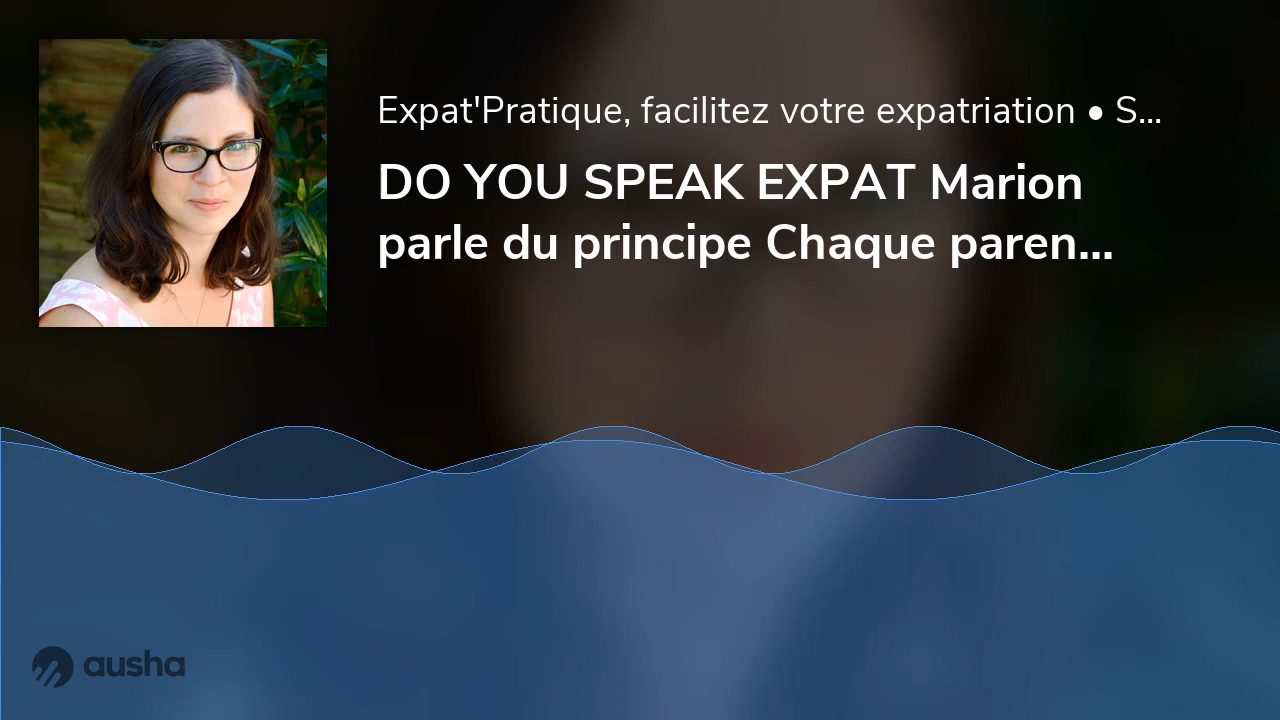 Expat'Pratique, facilitez votre expatriation • S...
DO YOU SPEAK EXPAT Marion
parle du principe Chaque paren...
ausha